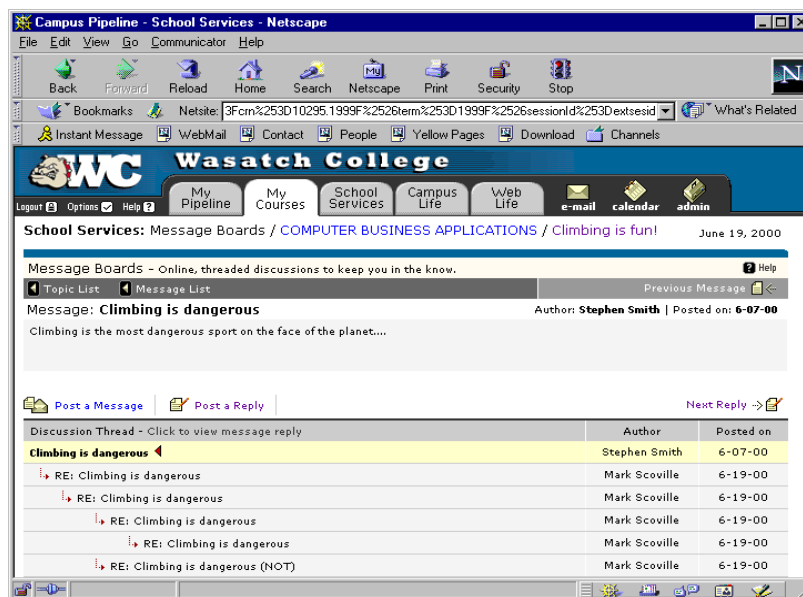 Campus Pipeline - School Services - Netscape
File Edit View Go Communicator Help
Back Forward Reload Home Search Netscape Print Security Stop
N
Bookmarks Netsite: 3Fcrn%253D10295.1999F%2526term%253D1999F%2526sessionId%253Dextsesid What's Related
Instant Message WebMail Contact People Yellow Pages Download Channels
WC Wasatch College
Logout Options Help ? My Pipeline My Courses School Services Campus Life Web Life e-mail calendar admin
School Services: Message Boards / COMPUTER BUSINESS APPLICATIONS / Climbing is fun! June 19, 2000
Message Boards - Online, threaded discussions to keep you in the know. ? Help
Topic List Message List Previous Message
Message: Climbing is dangerous Author: Stephen Smith | Posted on: 6-07-00
Climbing is the most dangerous sport on the face of the planet....
Post a Message Post a Reply Next Reply
Discussion Thread - Click to view message reply Author Posted on
Climbing is dangerous Stephen Smith 6-07-00
RE: Climbing is dangerous Mark Scoville 6-19-00
RE: Climbing is dangerous Mark Scoville 6-19-00
RE: Climbing is dangerous Mark Scoville 6-19-00
RE: Climbing is dangerous Mark Scoville 6-19-00
RE: Climbing is dangerous (NOT) Mark Scoville 6-19-00